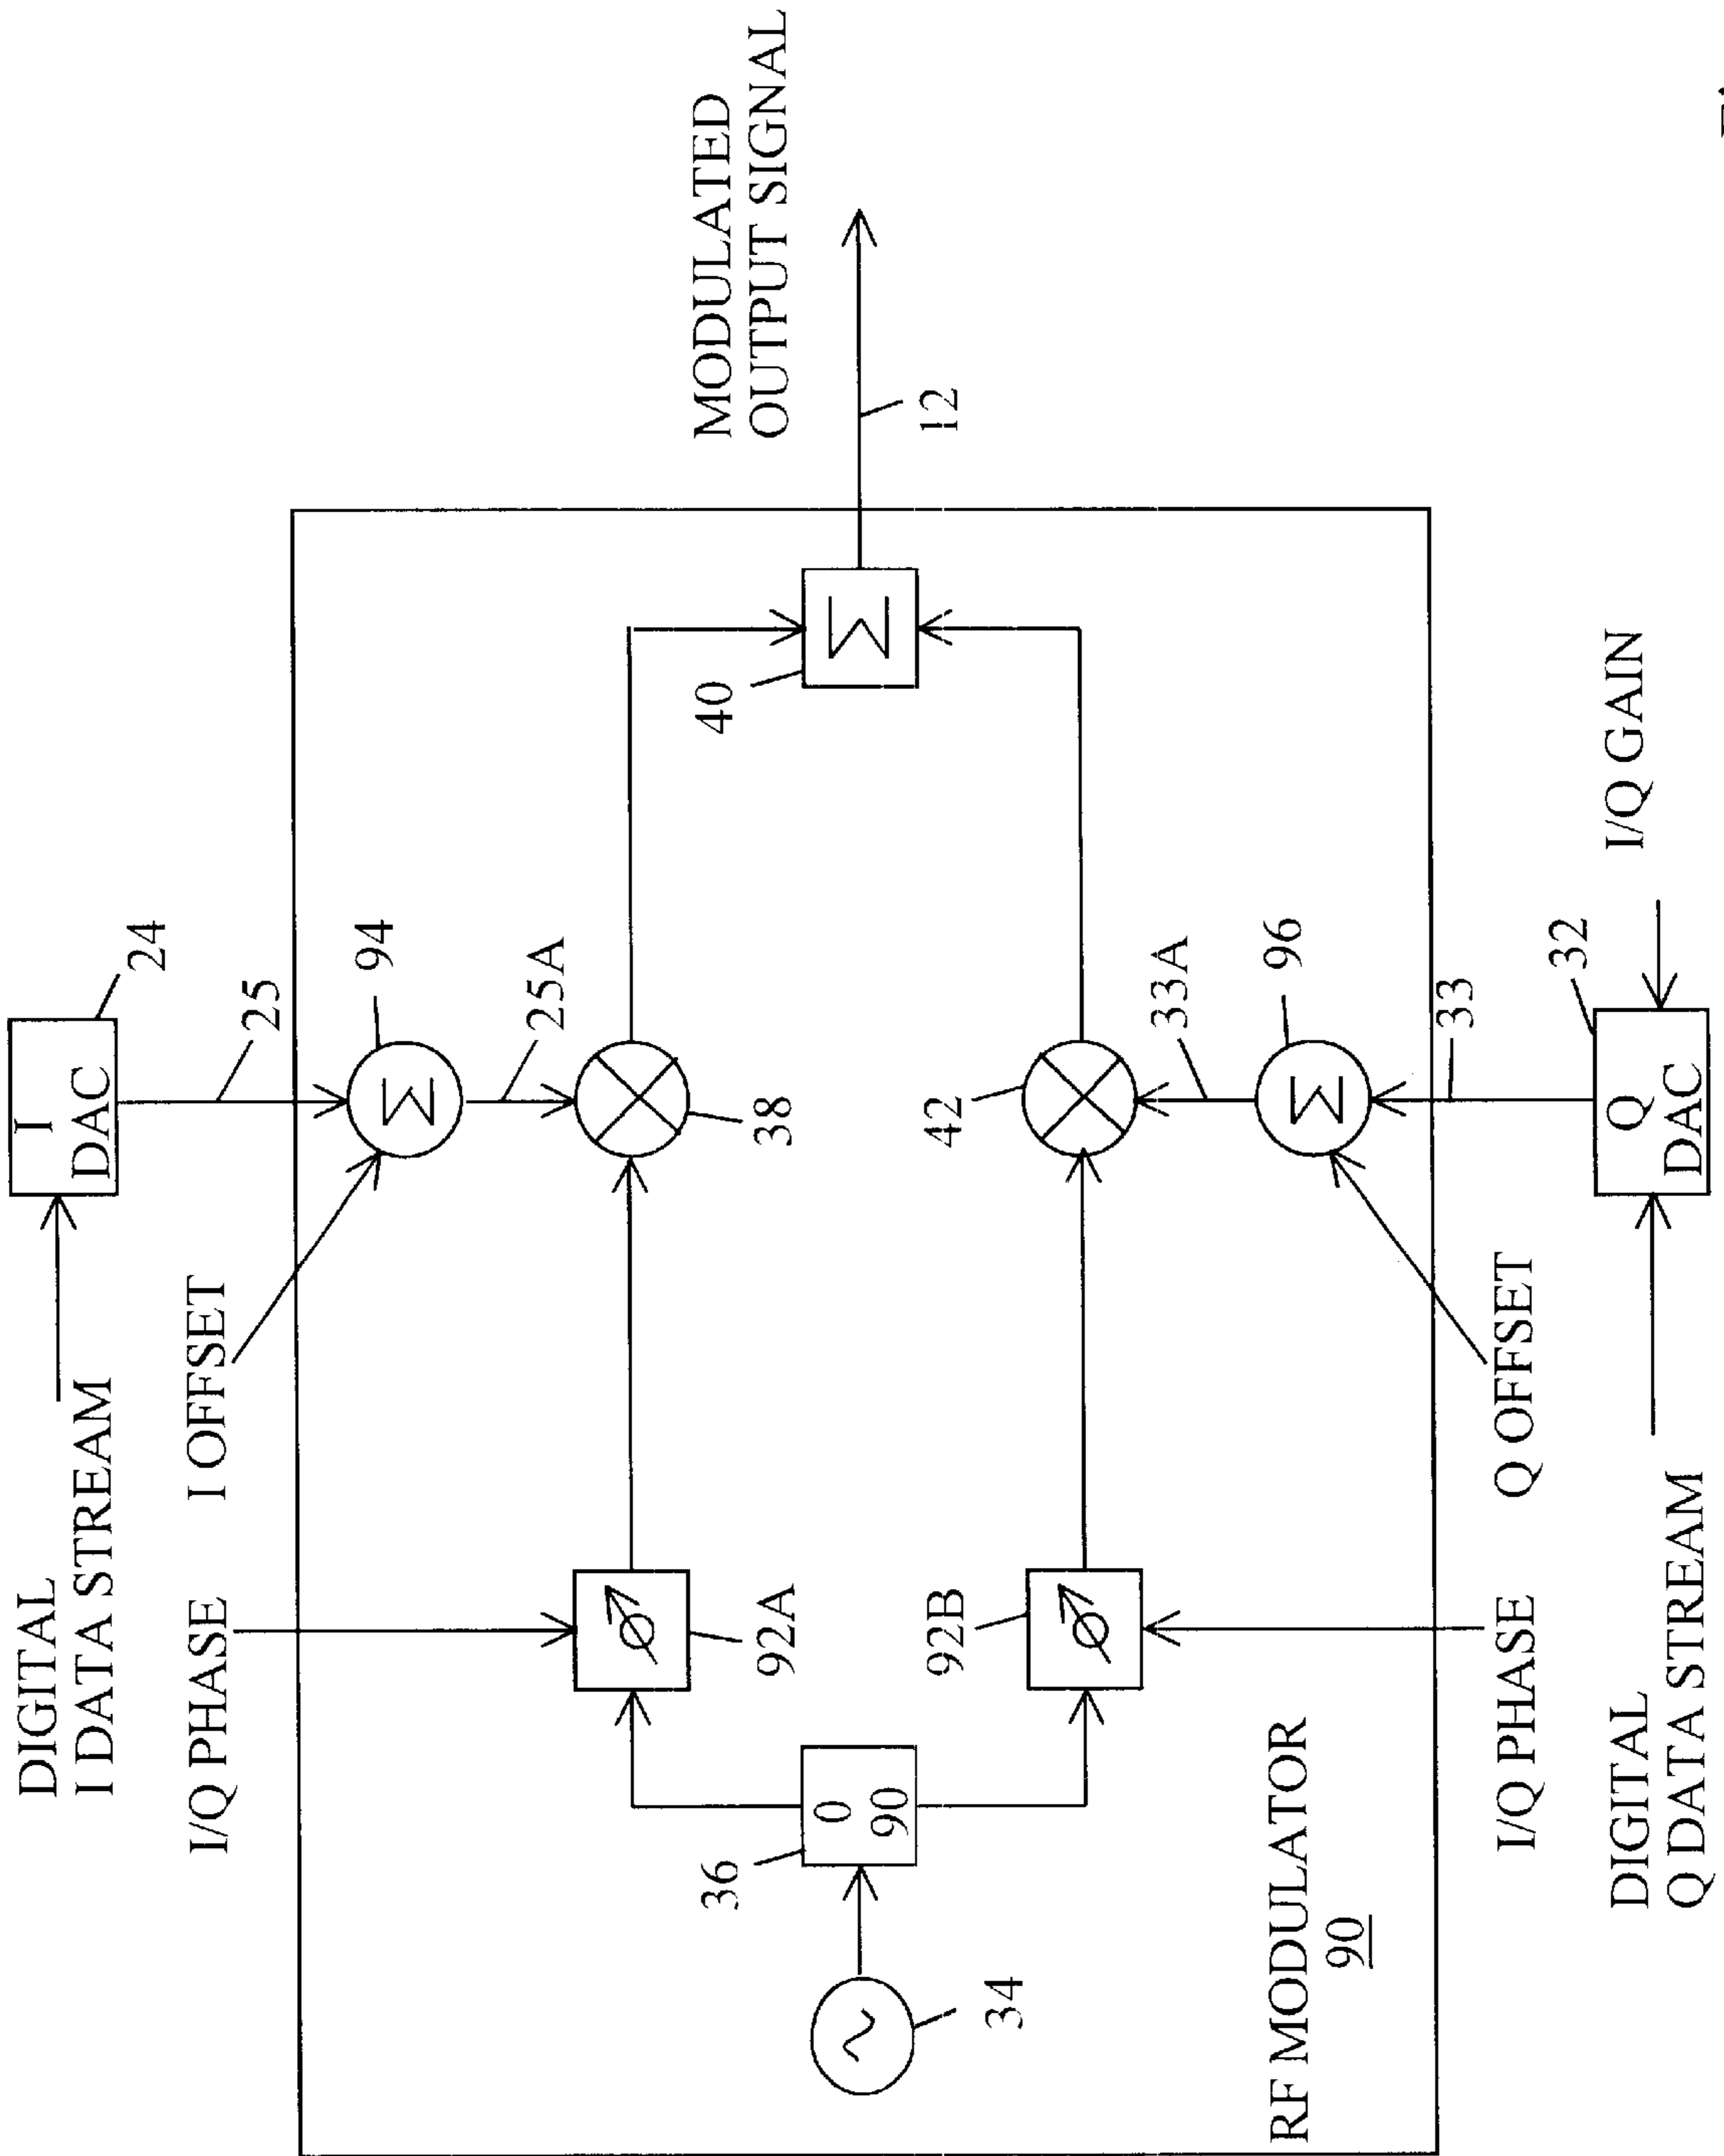 DIGITAL
I DATA STREAM
I
DAC
24
I/Q PHASE
I OFFSET
25
94
25A
MODULATED
OUTPUT SIGNAL
92A
38
40
12
36
0
90
Σ
Σ
34
~
92B
42
33A
96
Σ
RF MODULATOR
90
33
I/Q PHASE
Q OFFSET
32
I/Q GAIN
DIGITAL
Q DATA STREAM
Q
DAC